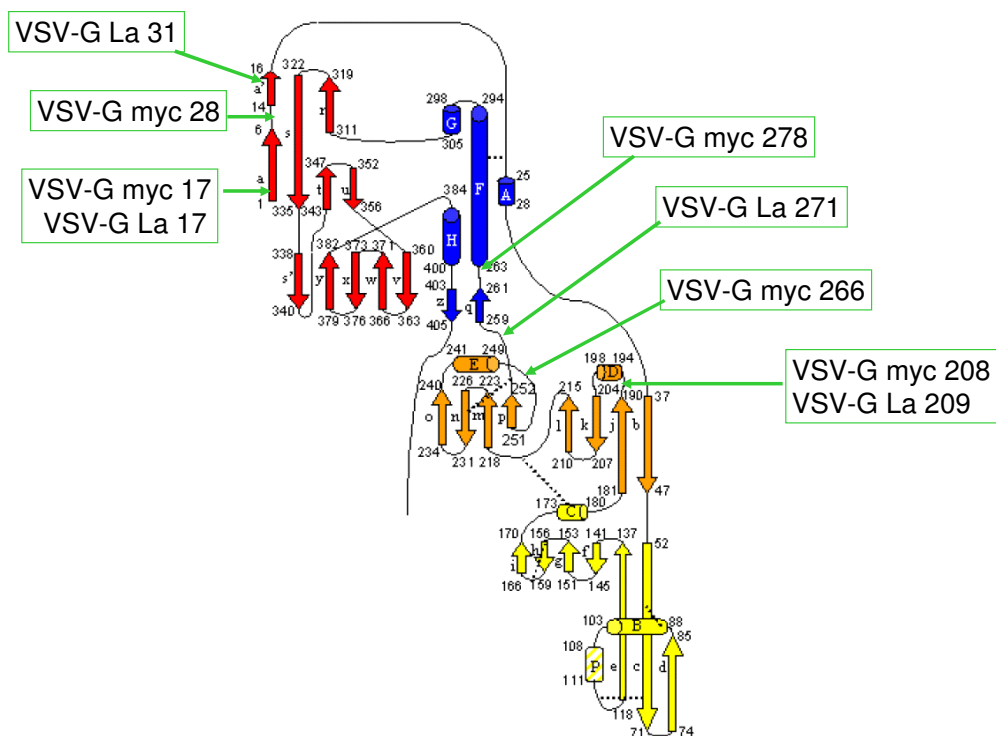 VSV-G La 31
VSV-G myc 28
VSV-G myc 17
VSV-G La 17
VSV-G myc 278
VSV-G La 271
VSV-G myc 266
VSV-G myc 208
VSV-G La 209
16 322 319
a' r
14 298 294
6 s 311 G
305
347 352
a t u F 25
1 384 A
335 343 356 28
382 373 371 360 H
338 400 263
s' y x w v 403 261
340 379 376 366 363 z q
405 259
241 249 198 194
E D
240 226 223 252 215 204 190 37
o n m p l k j b
234 231 218 251 210 207
181 47
173 C 180
170 156 153 141 137 52
i h g f
166 159 151 145
103 B 88
85
108
P e c d
111
118
71 74